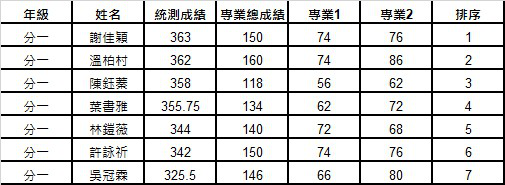 年級 姓名 統測成績 專業總成績 專業1 專業2 排序
分一 謝佳穎 363 150 74 76 1
分一 溫柏村 362 160 74 86 2
分一 陳鈺蓁 358 118 56 62 3
分一 葉書雅 355.75 134 62 72 4
分一 林鎧薇 344 140 72 68 5
分一 許詠祈 342 150 74 76 6
分一 吳冠霖 325.5 146 66 80 7